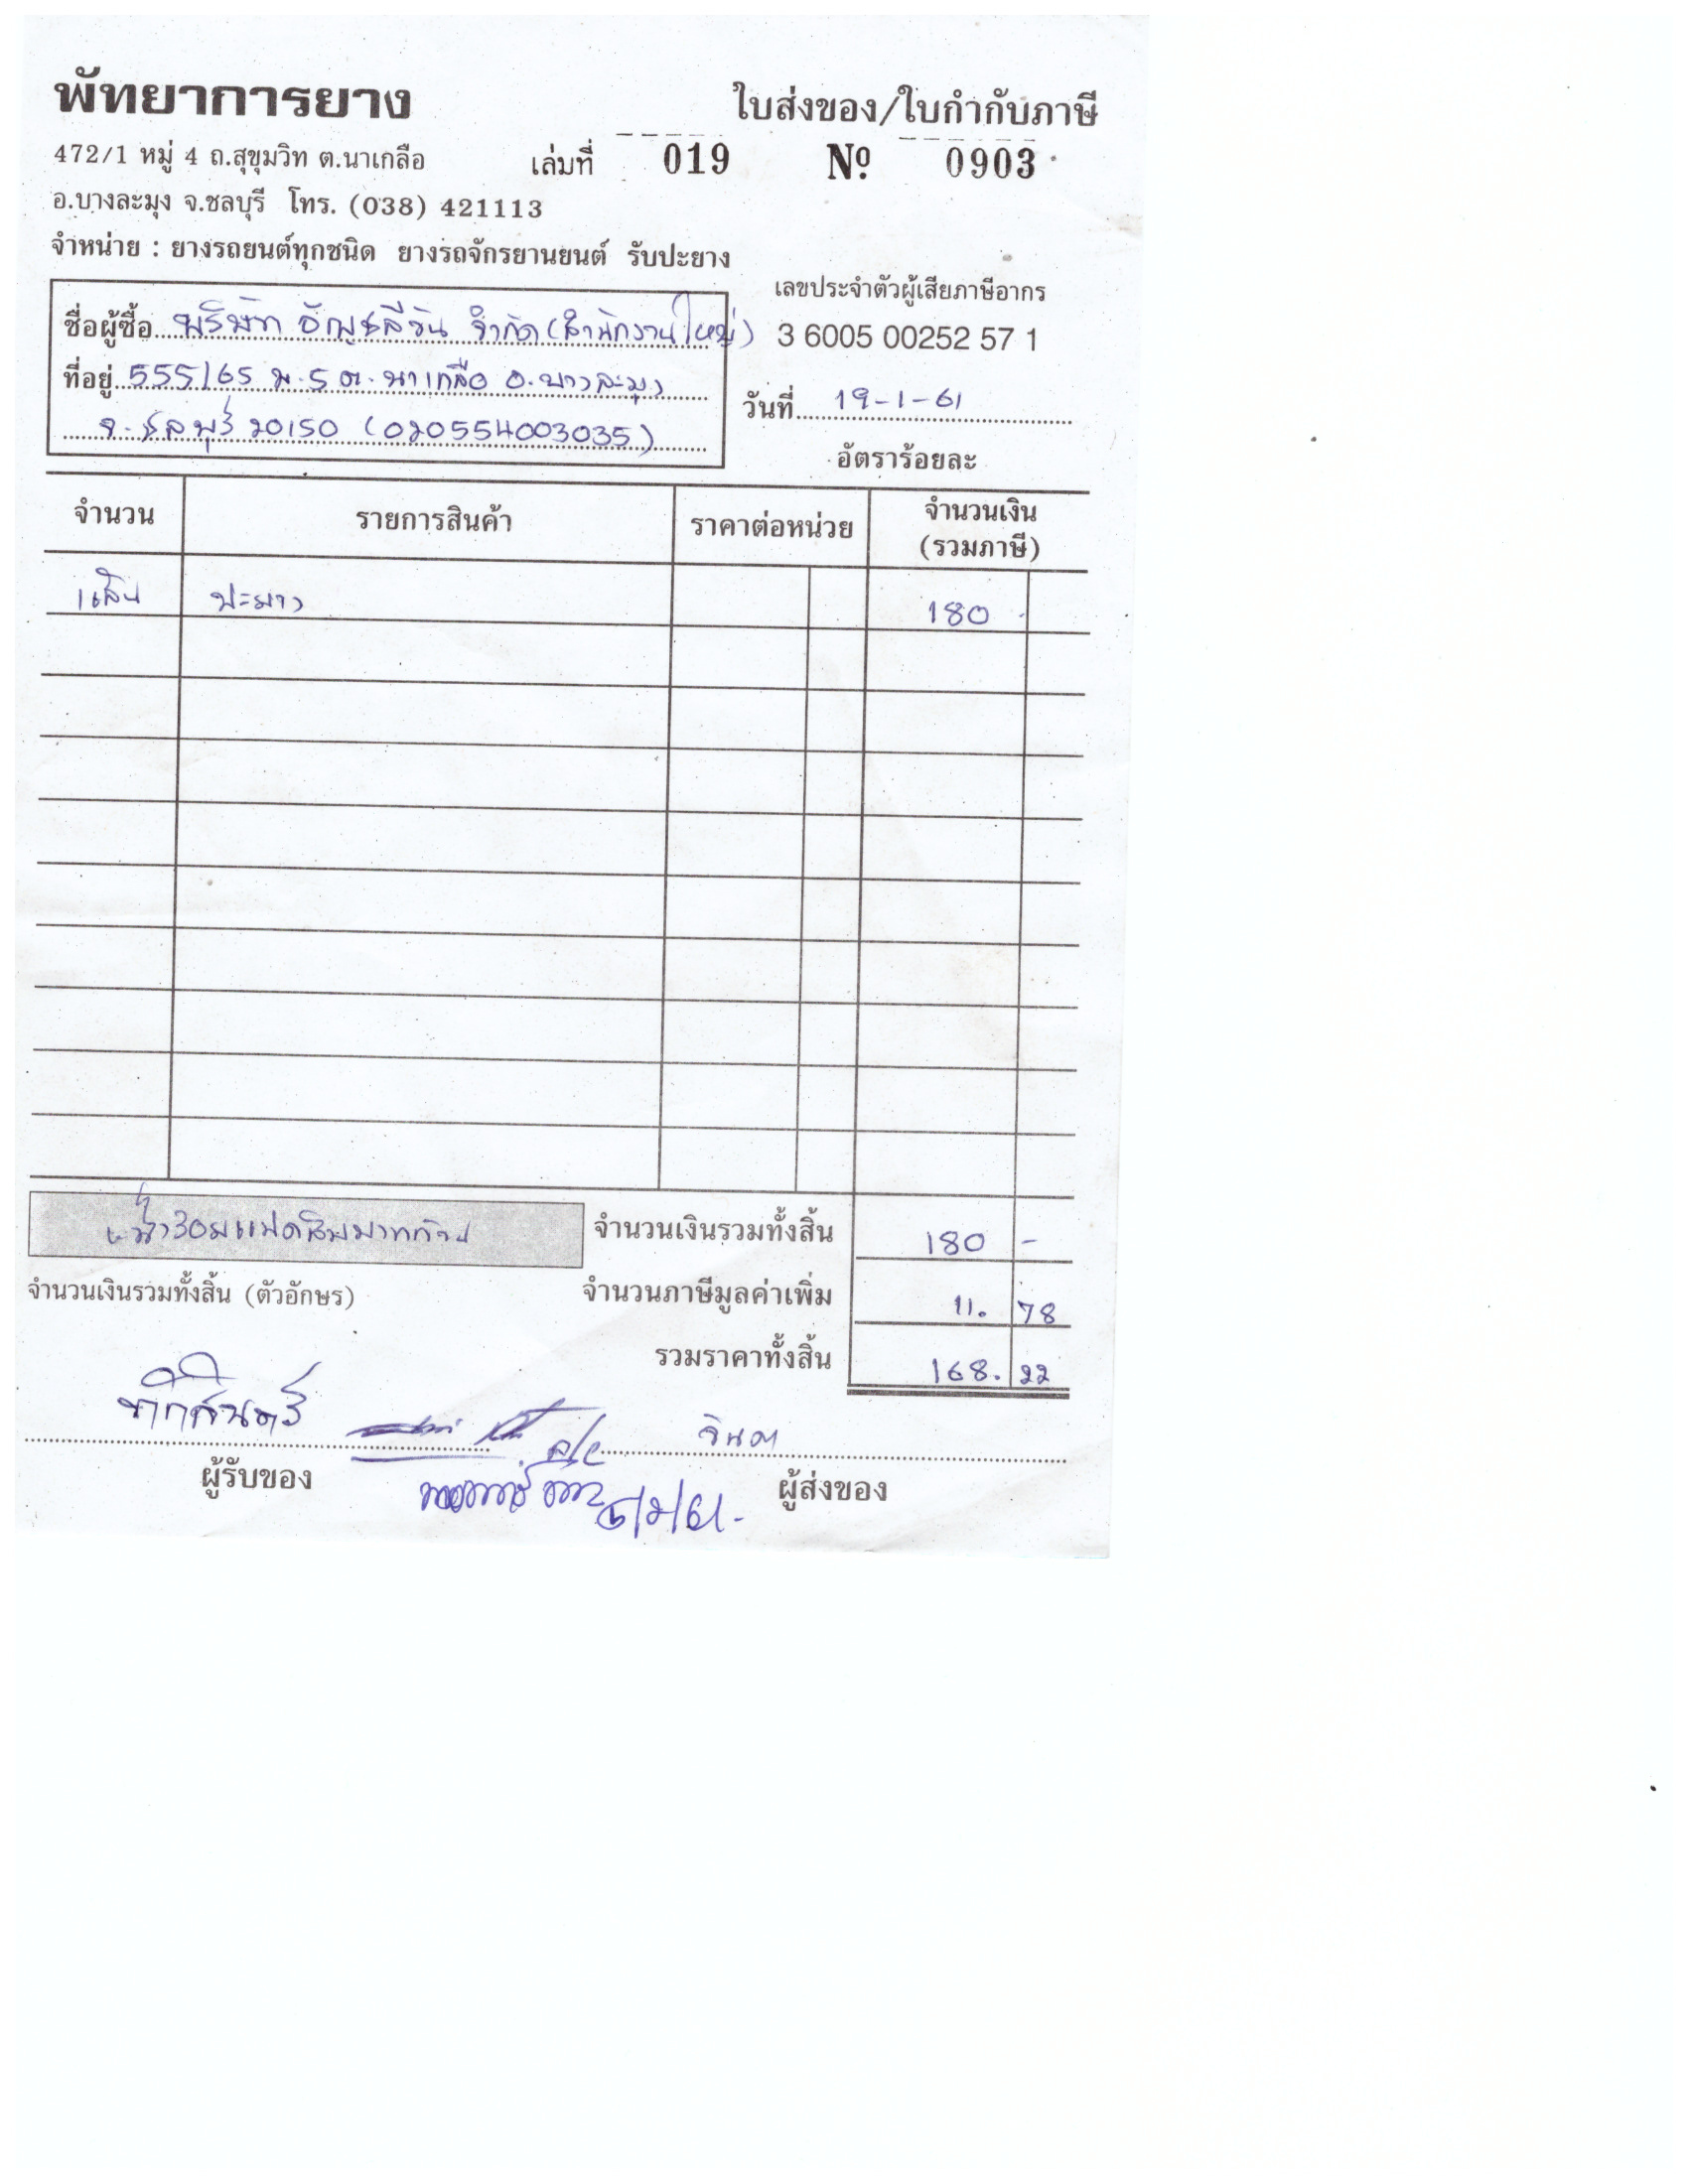 พัทยาการยาง
ใบส่งของ/ใบกำกับภาษี
472/1 หมู่ 4 ถ.สุขุมวิท ต.นาเกลือ
เล่มที่ 019 Nº 0903
อ.บางละมุง จ.ชลบุรี โทร. (038) 421113
จำหน่าย : ยางรถยนต์ทุกชนิด ยางรถจักรยานยนต์ รับปะยาง
เลขประจำตัวผู้เสียภาษีอากร
3 6005 00252 57 1
ชื่อผู้ซื้อ บริษัท อัญชลีวัน จำกัด (สำนักงานใหญ่)
ที่อยู่ 555/65 ม.5 ต.นาเกลือ อ.บางละมุง
จ.ชลบุรี 20150 (020554003035)
วันที่ 19-1-61
อัตราร้อยละ
จำนวน รายการสินค้า ราคาต่อหน่วย จำนวนเงิน
(รวมภาษี)
1 เส้น ปะยาง 180 -
หนึ่งร้อยแปดสิบบาทถ้วน
จำนวนเงินรวมทั้งสิ้น 180 -
จำนวนเงินรวมทั้งสิ้น (ตัวอักษร)
จำนวนภาษีมูลค่าเพิ่ม 11. 78
รวมราคาทั้งสิ้น 168. 22
จินดา
ผู้รับของ
ผู้ส่งของ